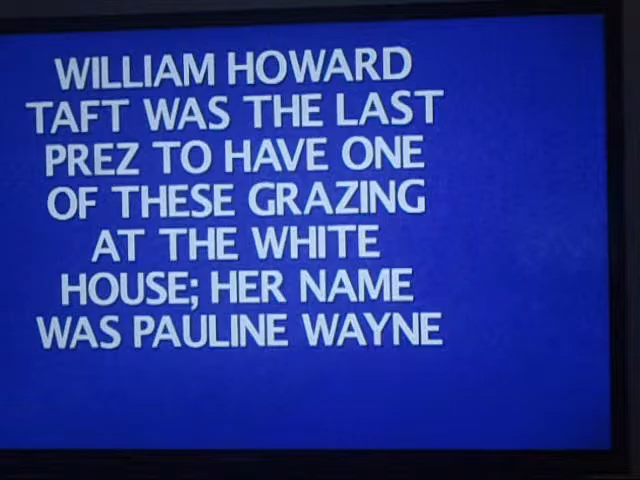 WILLIAM HOWARD
TAFT WAS THE LAST
PREZ TO HAVE ONE
OF THESE GRAZING
AT THE WHITE
HOUSE; HER NAME
WAS PAULINE WAYNE